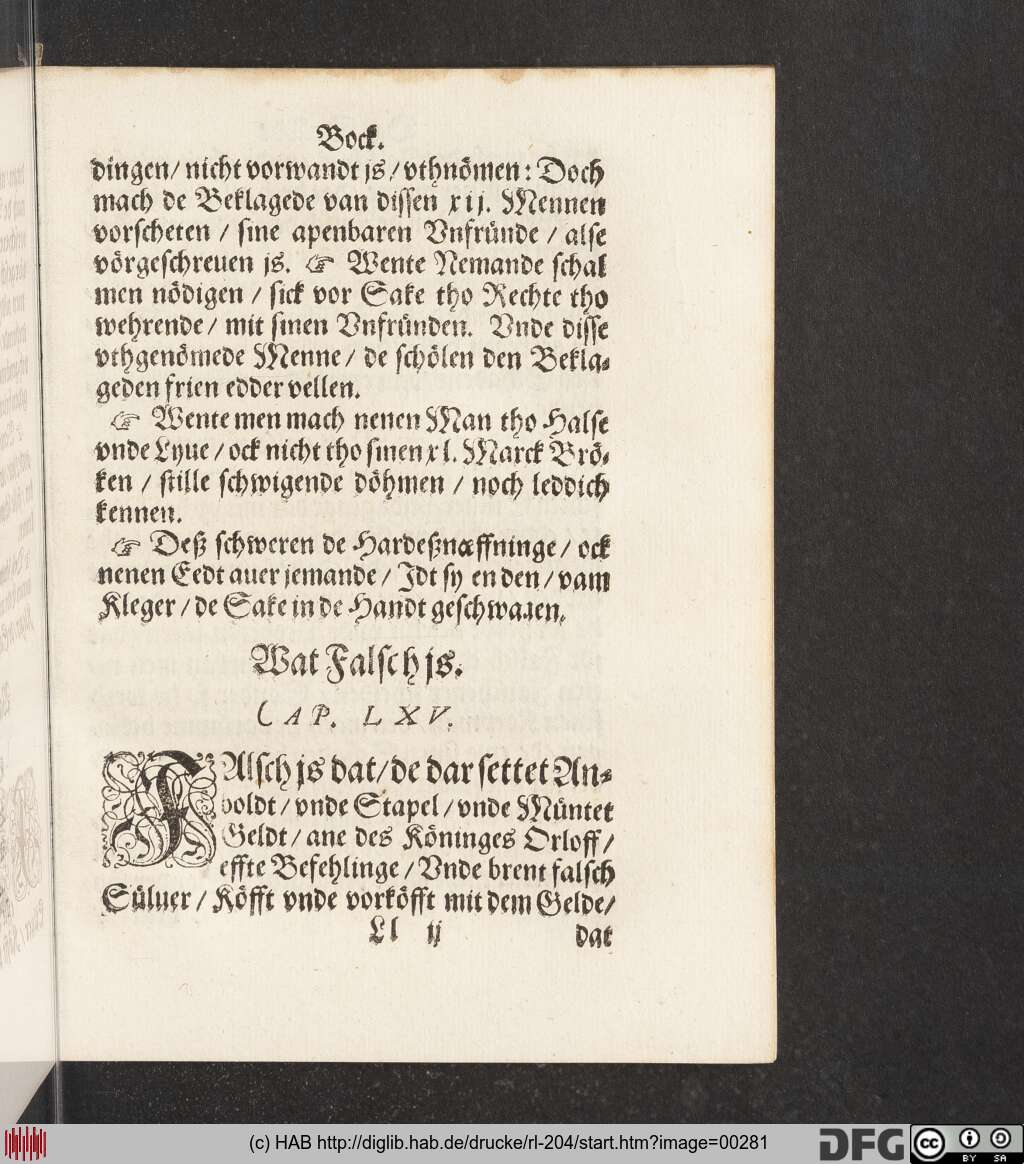 Bock.
dingen/ nicht vorwandt js/ vthnömen: Doch
mach de Beklagede van dissen xij. Mennen
vorscheten / sine apenbaren Vnfründe / alse
vörgeschreuen js. ☞ Wente Nemande schal
men nödigen / sick vor Sake tho Rechte tho
wehrende/ mit sinen Vnfründen. Vnde disse
vthgenömede Menne/ de schölen den Bekla⸗
geden frien edder vellen.
☞ Wente men mach nenen Man tho Halse
vnde Lyue/ ock nicht tho sinen xl. Marck Brö⸗
ken / stille schwigende döhmen / noch leddich
kennen.
☞ Deß schweren de Hardeßnæffninge/ ock
nenen Eedt auer jemande/ Jdt sy en den/ vam
Kleger/ de Sake in de Handt geschwaren.
Wat Falsch js.
CAP. LXV.
FAlsch js dat/ de dar settet An⸗
boldt/ vnde Stapel/ vnde Müntet
Geldt/ ane des Köninges Orloff/
effte Befehlinge/ Vnde brent falsch
Sülver/ Köfft vnde vorköfft mit dem Gelde/
Ll ij dat
(c) HAB http://diglib.hab.de/drucke/rl-204/start.htm?image=00281
DFG
cc BY SA